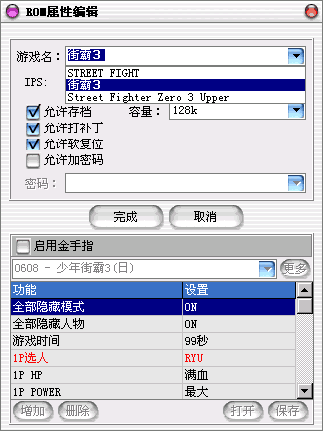 ROM属性编辑
游戏名： 街霸3
STREET FIGHT
IPS: 街霸3
Street Fighter Zero 3 Upper
允许存档 容量： 128k
允许打补丁
允许软复位
允许加密码
密码：
完成 取消
启用金手指
0608 - 少年街霸3(日) 更多
功能 设置
全部隐藏模式 ON
全部隐藏人物 ON
游戏时间 99秒
1P选人 RYU
1P HP 满血
1P POWER 最大
增加 删除 打开 保存